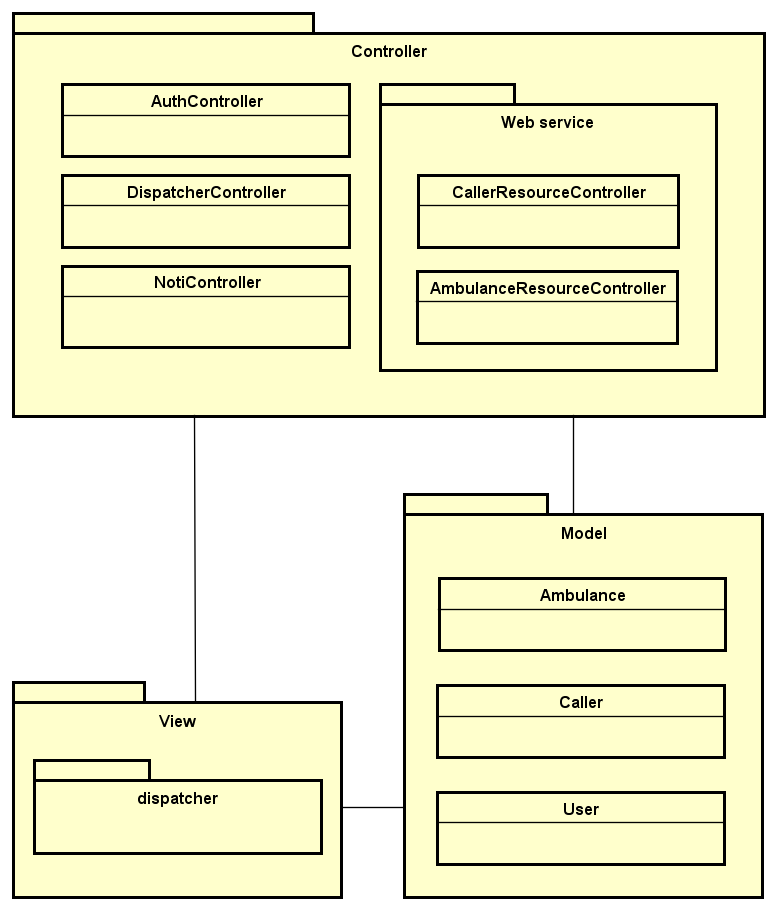 Controller
AuthController
Web service
DispatcherController
CallerResourceController
NotiController
AmbulanceResourceController
Model
Ambulance
Caller
View
dispatcher
User